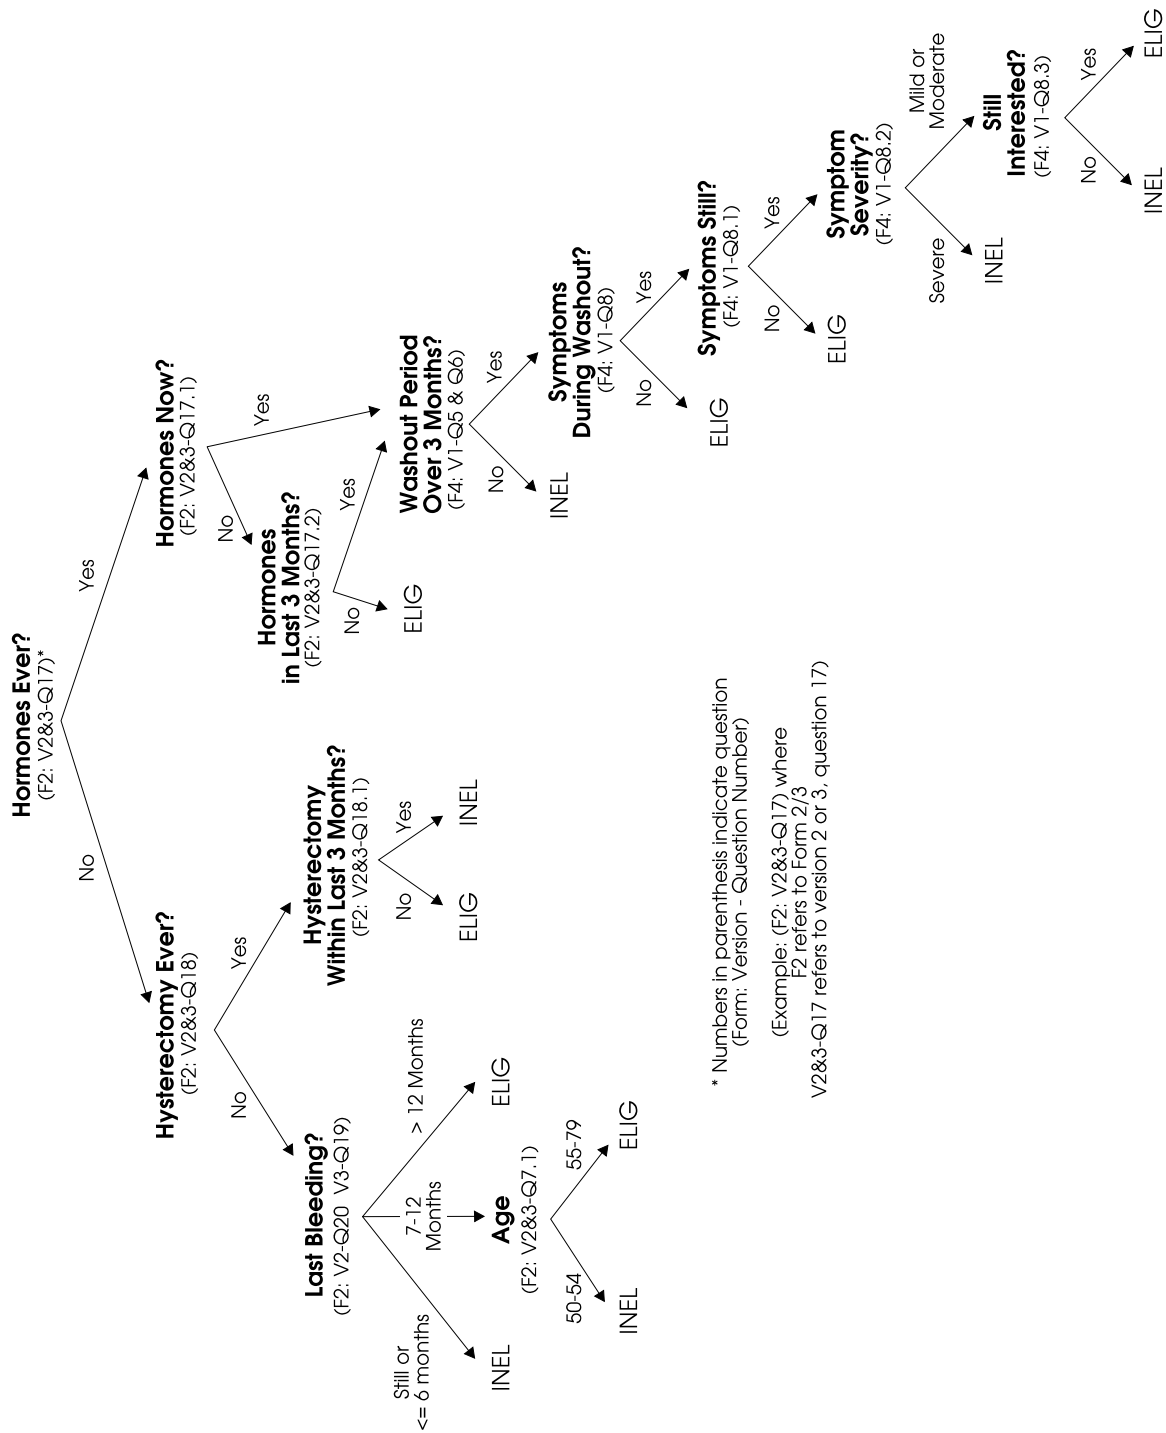 Hormones Ever?
(F2: V2&3-Q17)*
No
Yes
Hysterectomy Ever?
(F2: V2&3-Q18)
Hormones Now?
(F2: V2&3-Q17.1)
No
Yes
No
Yes
Hormones
in Last 3 Months?
(F2: V2&3-Q17.2)
Last Bleeding?
(F2: V2-Q20 V3-Q19)
Hysterectomy
Within Last 3 Months?
(F2: V2&3-Q18.1)
No
Yes
Still or
<= 6 months
7-12
Months
> 12 Months
No
Yes
ELIG
Washout Period
Over 3 Months?
(F4: V1-Q5 & Q6)
INEL
Age
(F2: V2&3-Q7.1)
ELIG
ELIG
INEL
No
Yes
50-54
55-79
INEL
Symptoms
During Washout?
(F4: V1-Q8)
INEL
ELIG
No
Yes
ELIG
Symptoms Still?
(F4: V1-Q8.1)
* Numbers in parenthesis indicate question
(Form: Version - Question Number)
No
Yes
(Example: (F2: V2&3-Q17) where
F2 refers to Form 2/3
V2&3-Q17 refers to version 2 or 3, question 17)
ELIG
Symptom
Severity?
(F4: V1-Q8.2)
Severe
Mild or
Moderate
INEL
Still
Interested?
(F4: V1-Q8.3)
No
Yes
INEL
ELIG